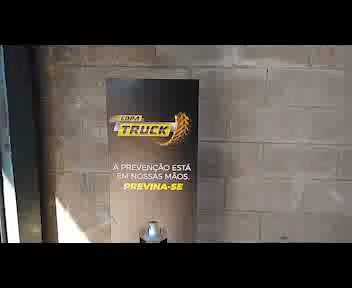 COPA
TRUCK
A PREVENÇÃO ESTÁ
EM NOSSAS MÃOS.
PREVINA-SE